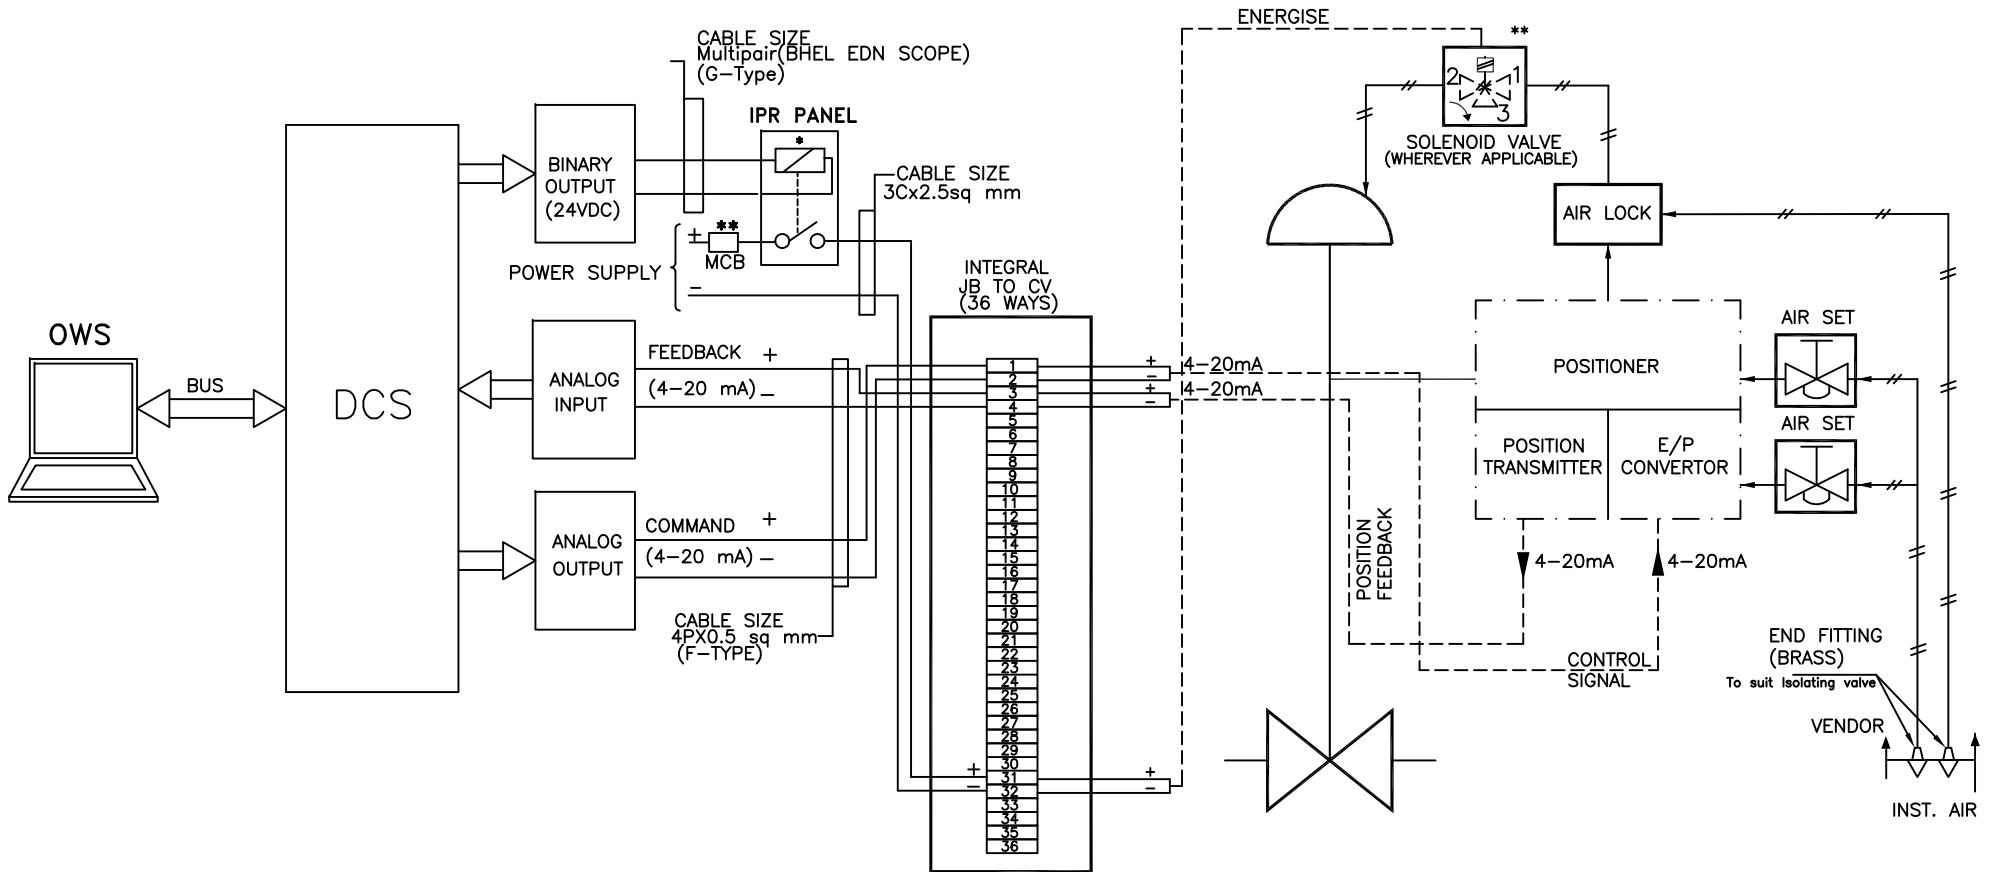 ENERGISE
**
CABLE SIZE
Multipair(BHEL EDN SCOPE)
(G-Type)
2
1
3
IPR PANEL
*
SOLENOID VALVE
(WHEREVER APPLICABLE)
BINARY
OUTPUT
(24VDC)
CABLE SIZE
3Cx2.5sq mm
AIR LOCK
+
**
MCB
POWER SUPPLY
-
INTEGRAL
JB TO CV
(36 WAYS)
OWS
BUS
DCS
ANALOG
INPUT
FEEDBACK +
(4-20 mA) -
ANALOG
OUTPUT
COMMAND +
(4-20 mA) -
CABLE SIZE
4PX0.5 sq mm
(F-TYPE)
1
2
3
4
5
6
7
8
9
10
11
12
13
14
15
16
17
18
19
20
21
22
23
24
25
26
27
28
29
30
31
32
33
34
35
36
+
-
+
-
4-20mA
+
-
4-20mA
+
-
POSITION
FEEDBACK
POSITIONER
POSITION
TRANSMITTER
E/P
CONVERTOR
AIR SET
AIR SET
4-20mA
4-20mA
CONTROL
SIGNAL
END FITTING
(BRASS)
To suit Isolating valve
VENDOR
INST. AIR